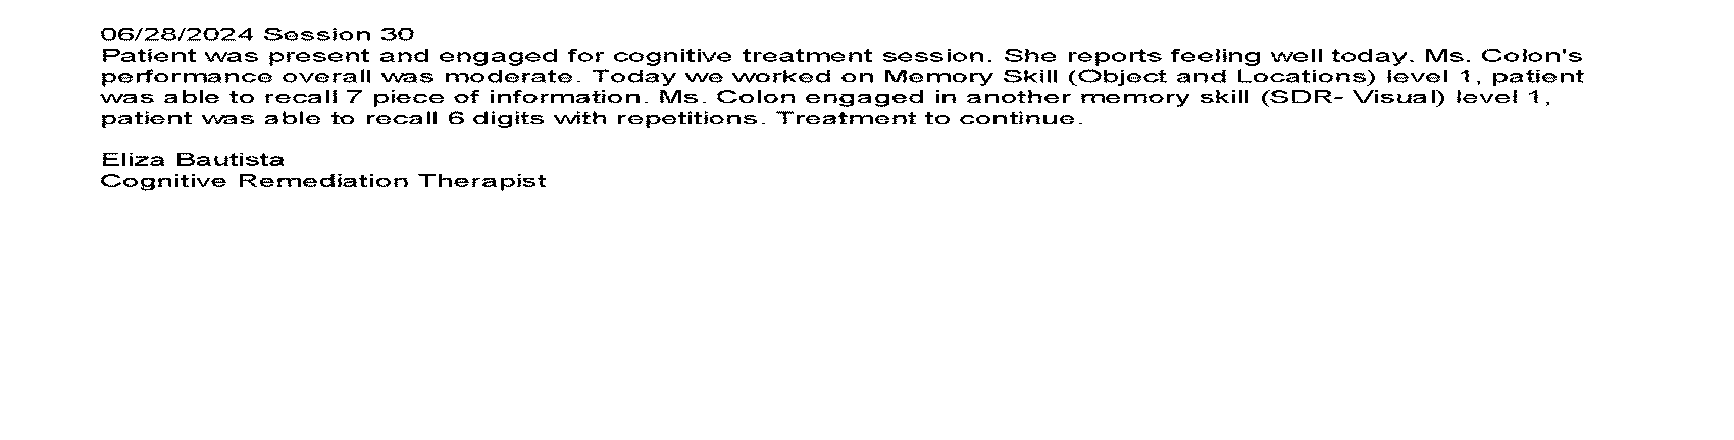 06/28/2024 Session 30
Patient was present and engaged for cognitive treatment session. She reports feeling well today. Ms. Colon's
performance overall was moderate. Today we worked on Memory Skill (Object and Locations) level 1, patient
was able to recall 7 piece of information. Ms. Colon engaged in another memory skill (SDR- Visual) level 1,
patient was able to recall 6 digits with repetitions. Treatment to continue.
Eliza Bautista
Cognitive Remediation Therapist